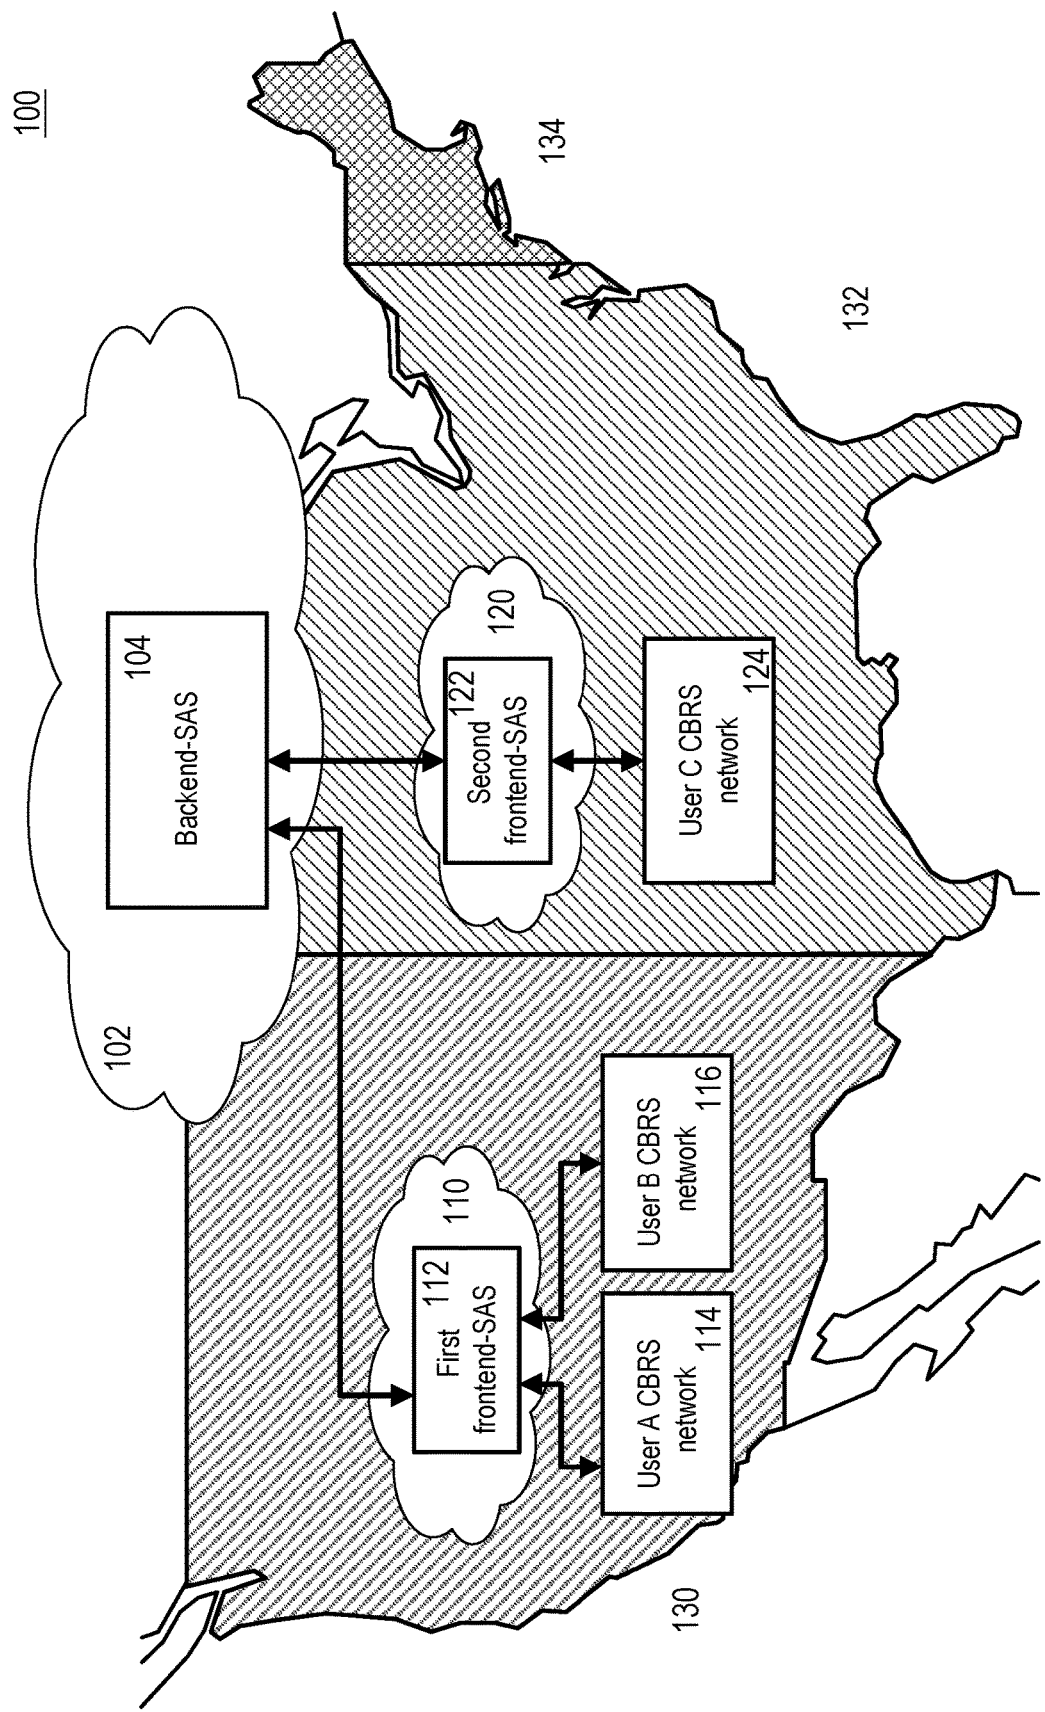 100
102
104
Backend-SAS
110
112
First
frontend-SAS
120
122
Second
frontend-SAS
User A CBRS
network
114
User B CBRS
network
116
User C CBRS
network
124
130
132
134